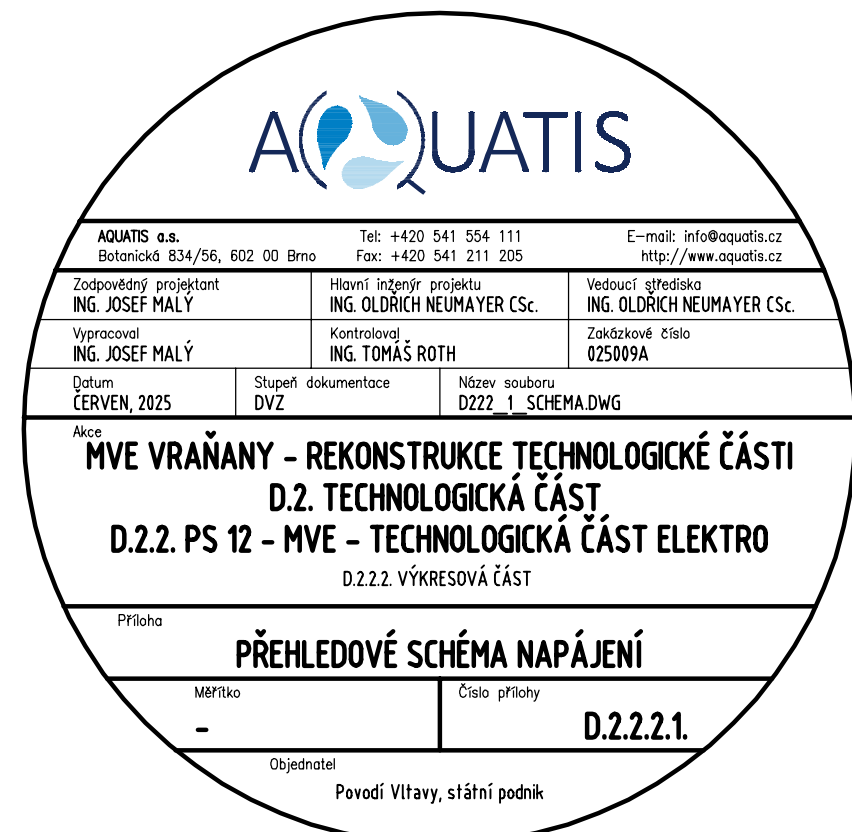 AQUATIS
AQUATIS a.s. Tel: +420 541 554 111 E-mail: info@aquatis.cz
Botanická 834/56, 602 00 Brno Fax: +420 541 211 205 http://www.aquatis.cz
Zodpovědný projektant Hlavní inženýr projektu Vedoucí střediska
ING. JOSEF MALÝ ING. OLDŘICH NEUMAYER CSc. ING. OLDŘICH NEUMAYER CSc.
Vypracoval Kontroloval Zakázkové číslo
ING. JOSEF MALÝ ING. TOMÁŠ ROTH 025009A
Datum Stupeň dokumentace Název souboru
ČERVEN, 2025 DVZ D222_1_SCHEMA.DWG
Akce
MVE VRAŇANY - REKONSTRUKCE TECHNOLOGICKÉ ČÁSTI
D.2. TECHNOLOGICKÁ ČÁST
D.2.2. PS 12 - MVE - TECHNOLOGICKÁ ČÁST ELEKTRO
D.2.2.2. VÝKRESOVÁ ČÁST
Příloha
PŘEHLEDOVÉ SCHÉMA NAPÁJENÍ
Měřítko Číslo přílohy
- D.2.2.2.1.
Objednatel
Povodí Vltavy, státní podnik